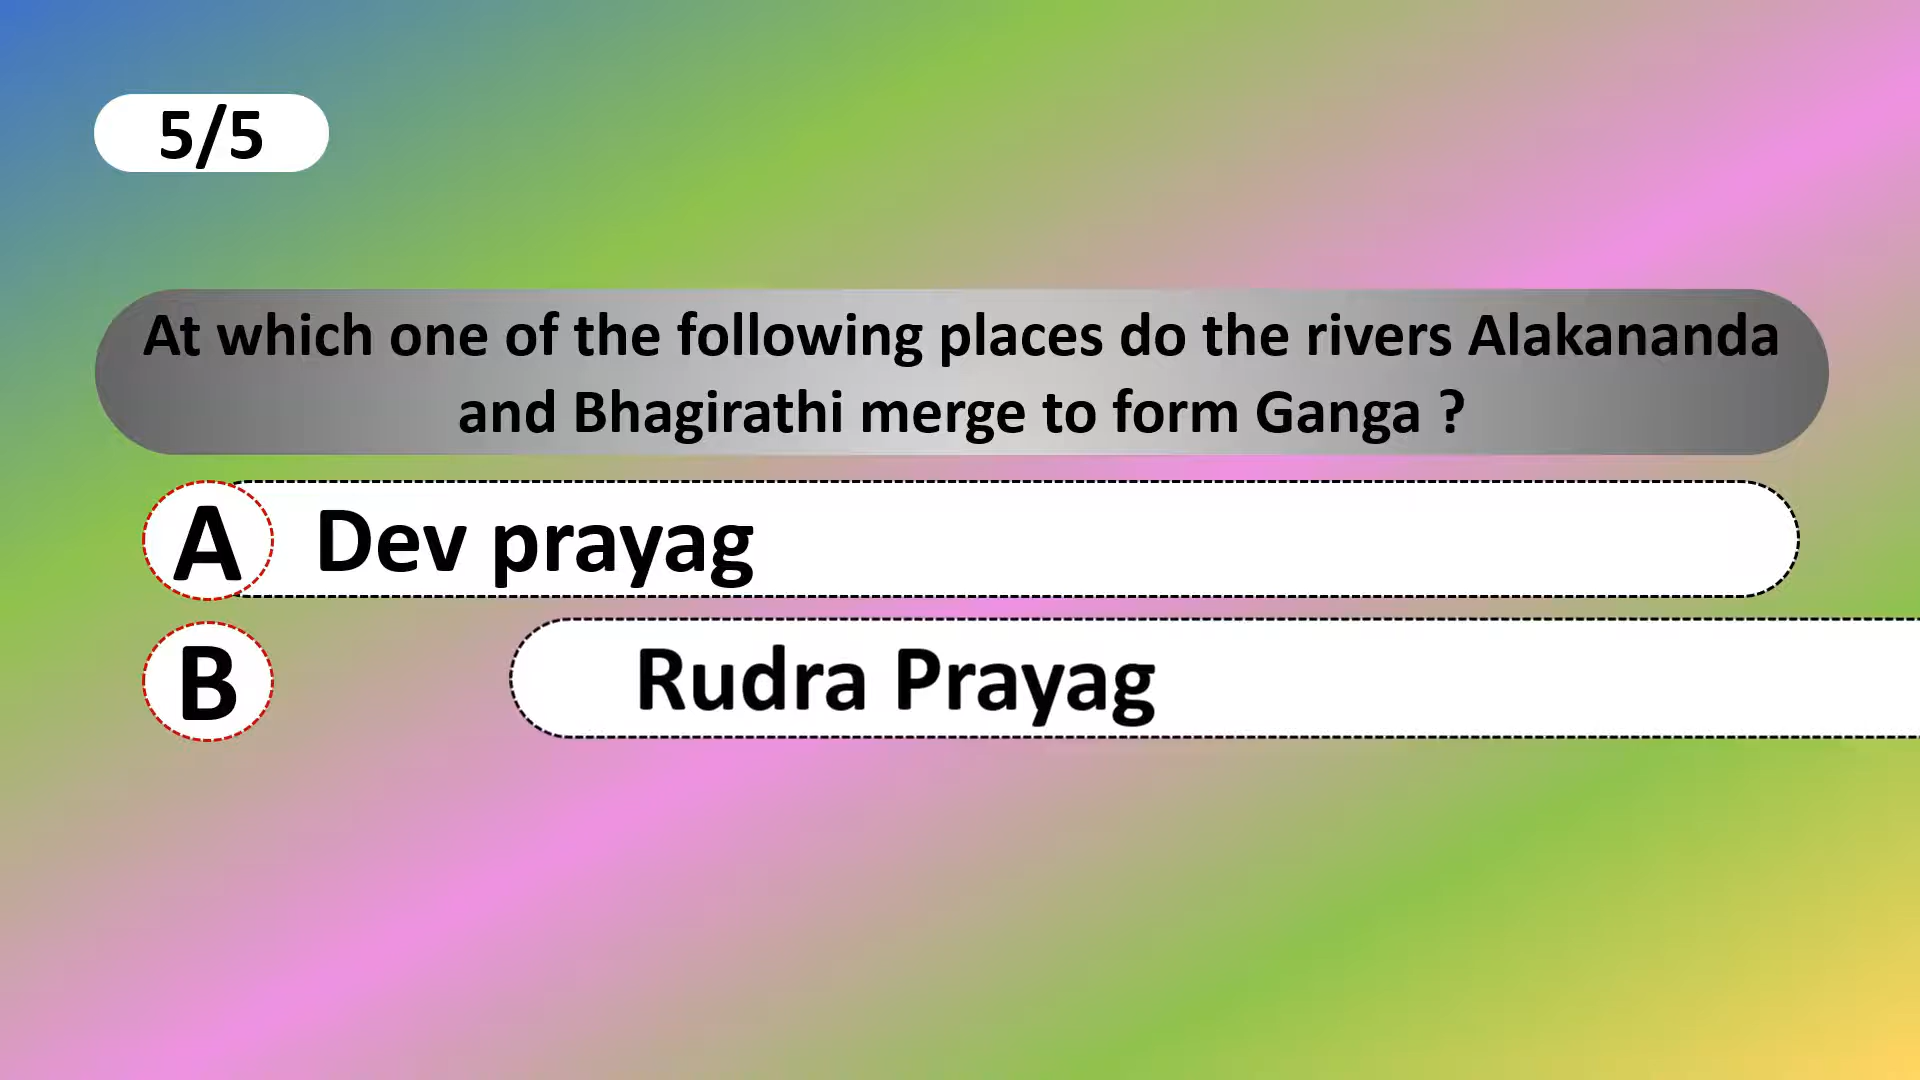 5/5
At which one of the following places do the rivers Alakananda
and Bhagirathi merge to form Ganga ?
A Dev prayag
B Rudra Prayag